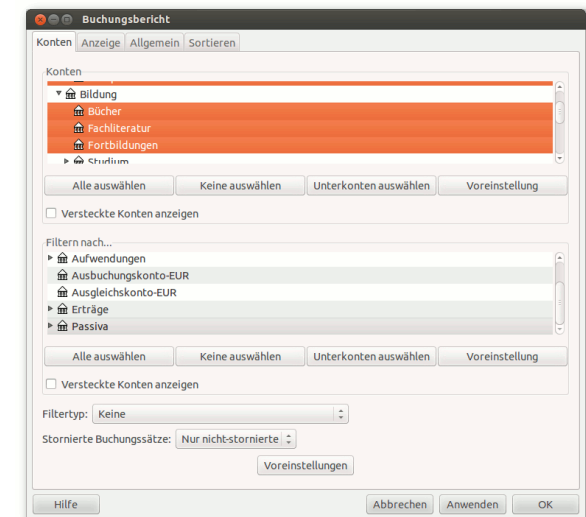 Buchungsbericht
Konten Anzeige Allgemein Sortieren
Konten
Bildung
Bücher
Fachliteratur
Fortbildungen
Studium
Alle auswählen Keine auswählen Unterkonten auswählen Voreinstellung
Versteckte Konten anzeigen
Filtern nach...
Aufwendungen
Ausbuchungskonto-EUR
Ausgleichskonto-EUR
Erträge
Passiva
Alle auswählen Keine auswählen Unterkonten auswählen Voreinstellung
Versteckte Konten anzeigen
Filtertyp: Keine
Stornierte Buchungssätze: Nur nicht-stornierte
Voreinstellungen
Hilfe Abbrechen Anwenden OK